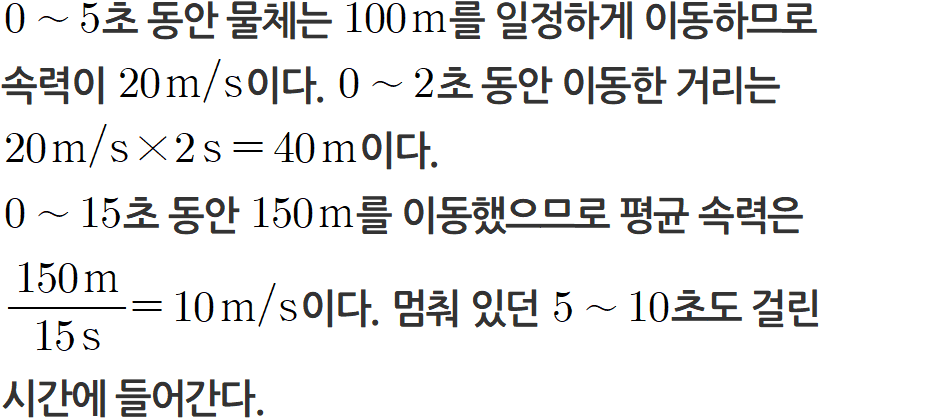 0 ~ 5초 동안 물체는 100 m를 일정하게 이동하므로
속력이 20 m/s이다. 0 ~ 2초 동안 이동한 거리는
20 m/s × 2 s = 40 m이다.
0 ~ 15초 동안 150 m를 이동했으므로 평균 속력은
150 m / 15 s = 10 m/s이다. 멈춰 있던 5 ~ 10초도 걸린
시간에 들어간다.